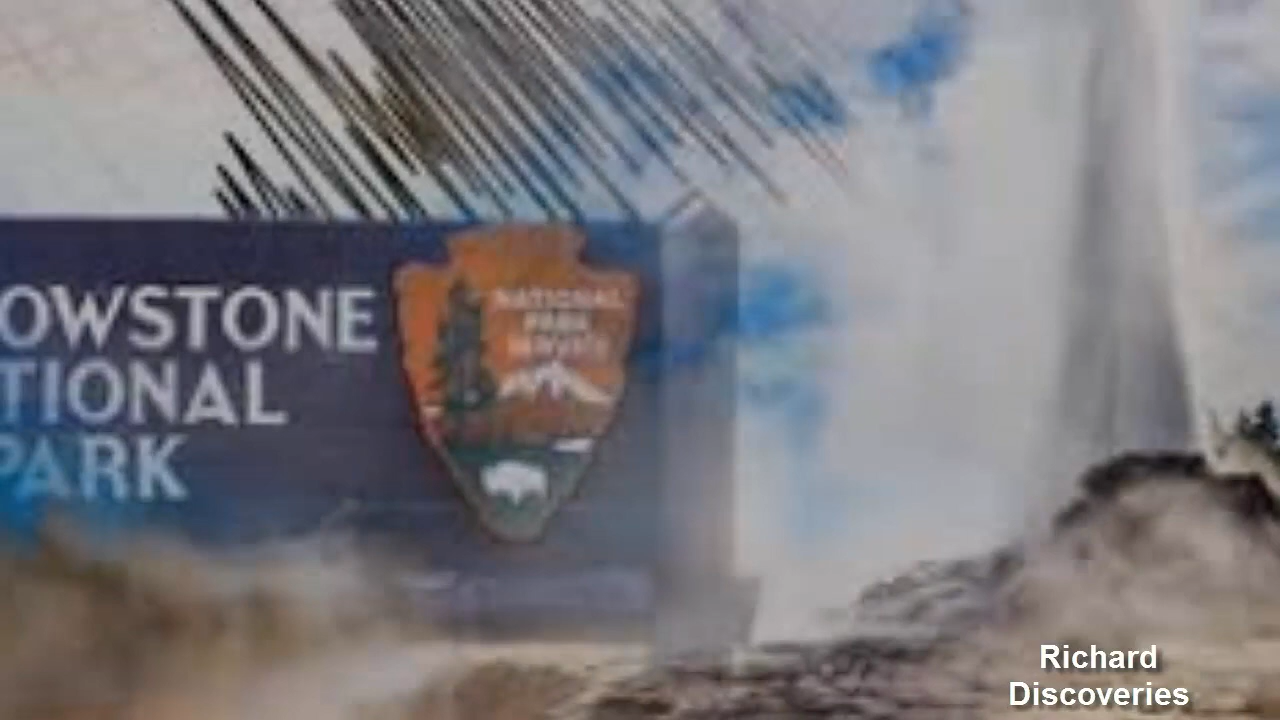 OWSTONE
TIONAL
PARK
NATIONAL
PARK
SERVICE
Richard
Discoveries